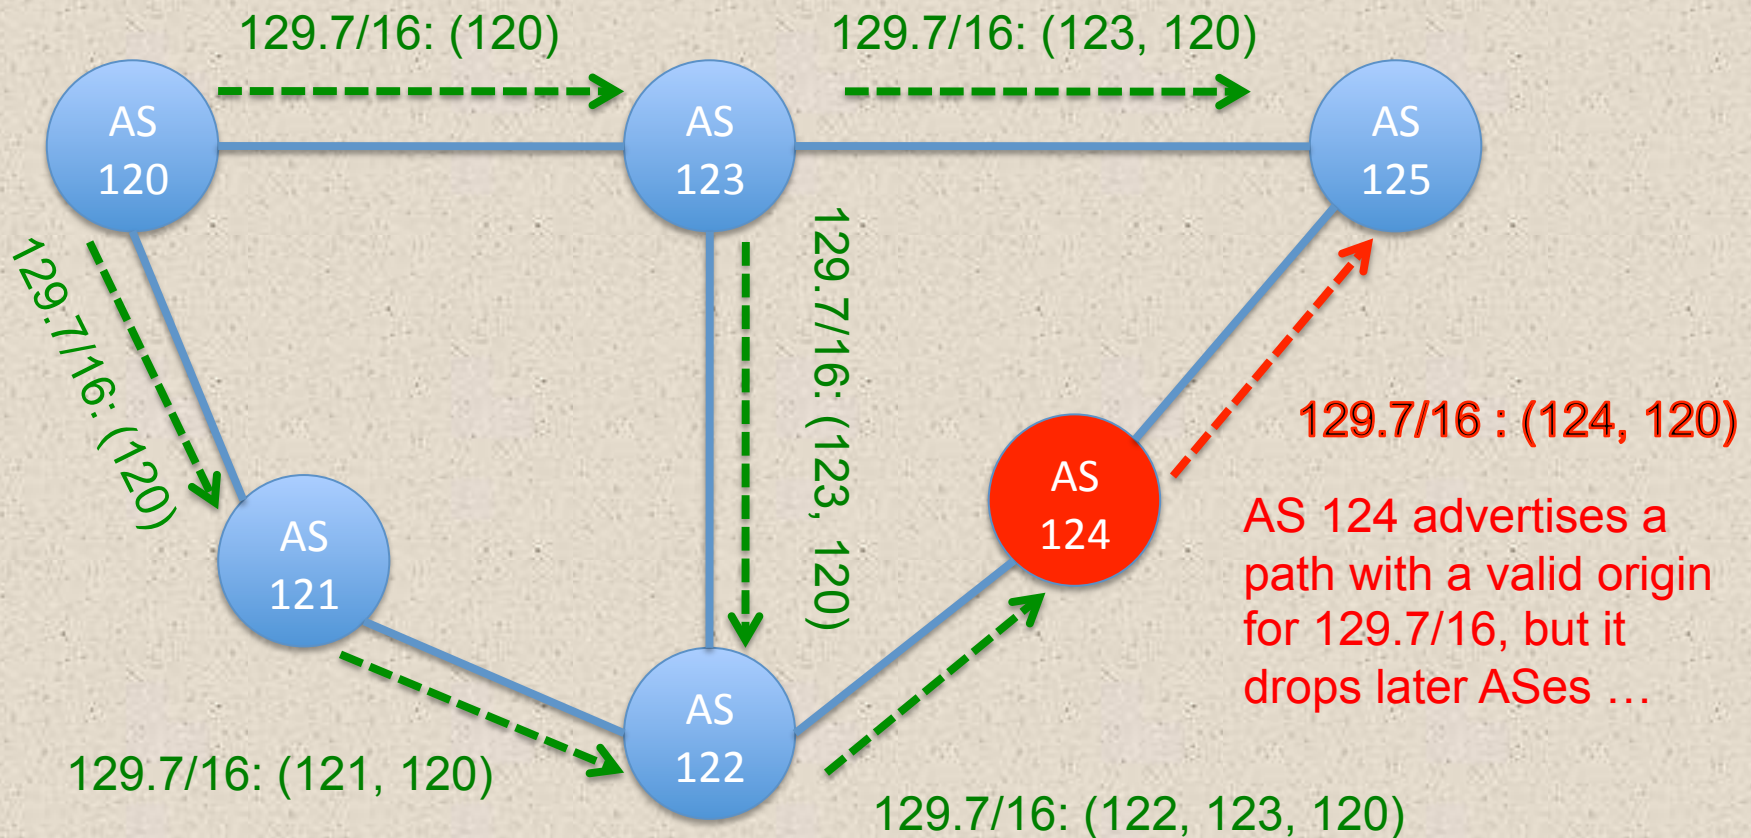 129.7/16: (120)
129.7/16: (123, 120)
AS
120
AS
123
AS
125
129.7/16: (120)
129.7/16: (123, 120)
129.7/16 : (124, 120)
AS
124
AS 124 advertises a
path with a valid origin
for 129.7/16, but it
drops later ASes …
AS
121
AS
122
129.7/16: (121, 120)
129.7/16: (122, 123, 120)